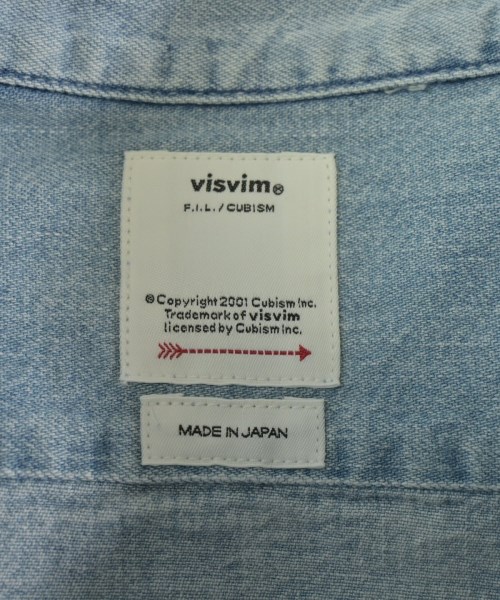 visvim®
F.I.L./CUBISM
©Copyright 2001 Cubism Inc.
Trademark of visvim
licensed by Cubism Inc.
MADE IN JAPAN